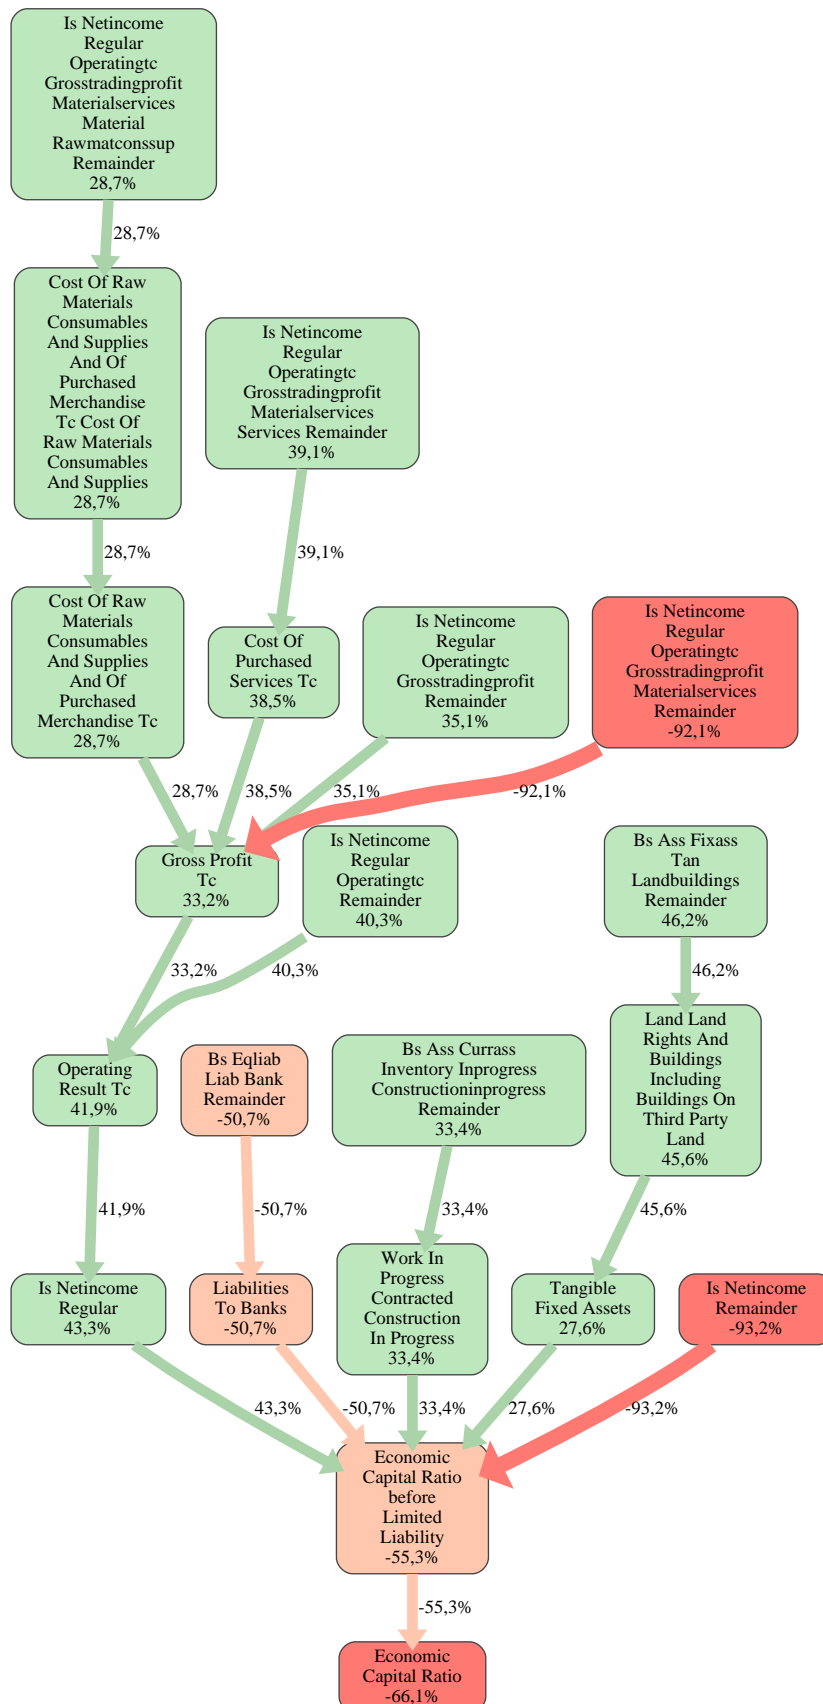 Is Netincome
Regular
Operatingtc
Grosstradingprofit
Materialservices
Material
Rawmatconssup
Remainder
28,7%
28,7%
Cost Of Raw
Materials
Consumables
And Supplies
And Of
Purchased
Merchandise
Tc Cost Of
Raw Materials
Consumables
And Supplies
28,7%
Is Netincome
Regular
Operatingtc
Grosstradingprofit
Materialservices
Services Remainder
39,1%
28,7%
39,1%
Cost Of Raw
Materials
Consumables
And Supplies
And Of
Purchased
Merchandise Tc
28,7%
Cost Of
Purchased
Services Tc
38,5%
Is Netincome
Regular
Operatingtc
Grosstradingprofit
Remainder
35,1%
Is Netincome
Regular
Operatingtc
Grosstradingprofit
Materialservices
Remainder
-92,1%
28,7%
38,5%
35,1%
-92,1%
Gross Profit
Tc
33,2%
Is Netincome
Regular
Operatingtc
Remainder
40,3%
Bs Ass Fixass
Tan
Landbuildings
Remainder
46,2%
33,2%
40,3%
46,2%
Operating
Result Tc
41,9%
Bs Eqliab
Liab Bank
Remainder
-50,7%
Bs Ass Currass
Inventory Inprogress
Constructioninprogress
Remainder
33,4%
Land Land
Rights And
Buildings
Including
Buildings On
Third Party
Land
45,6%
41,9%
-50,7%
33,4%
45,6%
Is Netincome
Regular
43,3%
Liabilities
To Banks
-50,7%
Work In
Progress
Contracted
Construction
In Progress
33,4%
Tangible
Fixed Assets
27,6%
Is Netincome
Remainder
-93,2%
43,3%
-50,7%
33,4%
27,6%
-93,2%
Economic
Capital Ratio
before
Limited
Liability
-55,3%
-55,3%
Economic
Capital Ratio
-66,1%